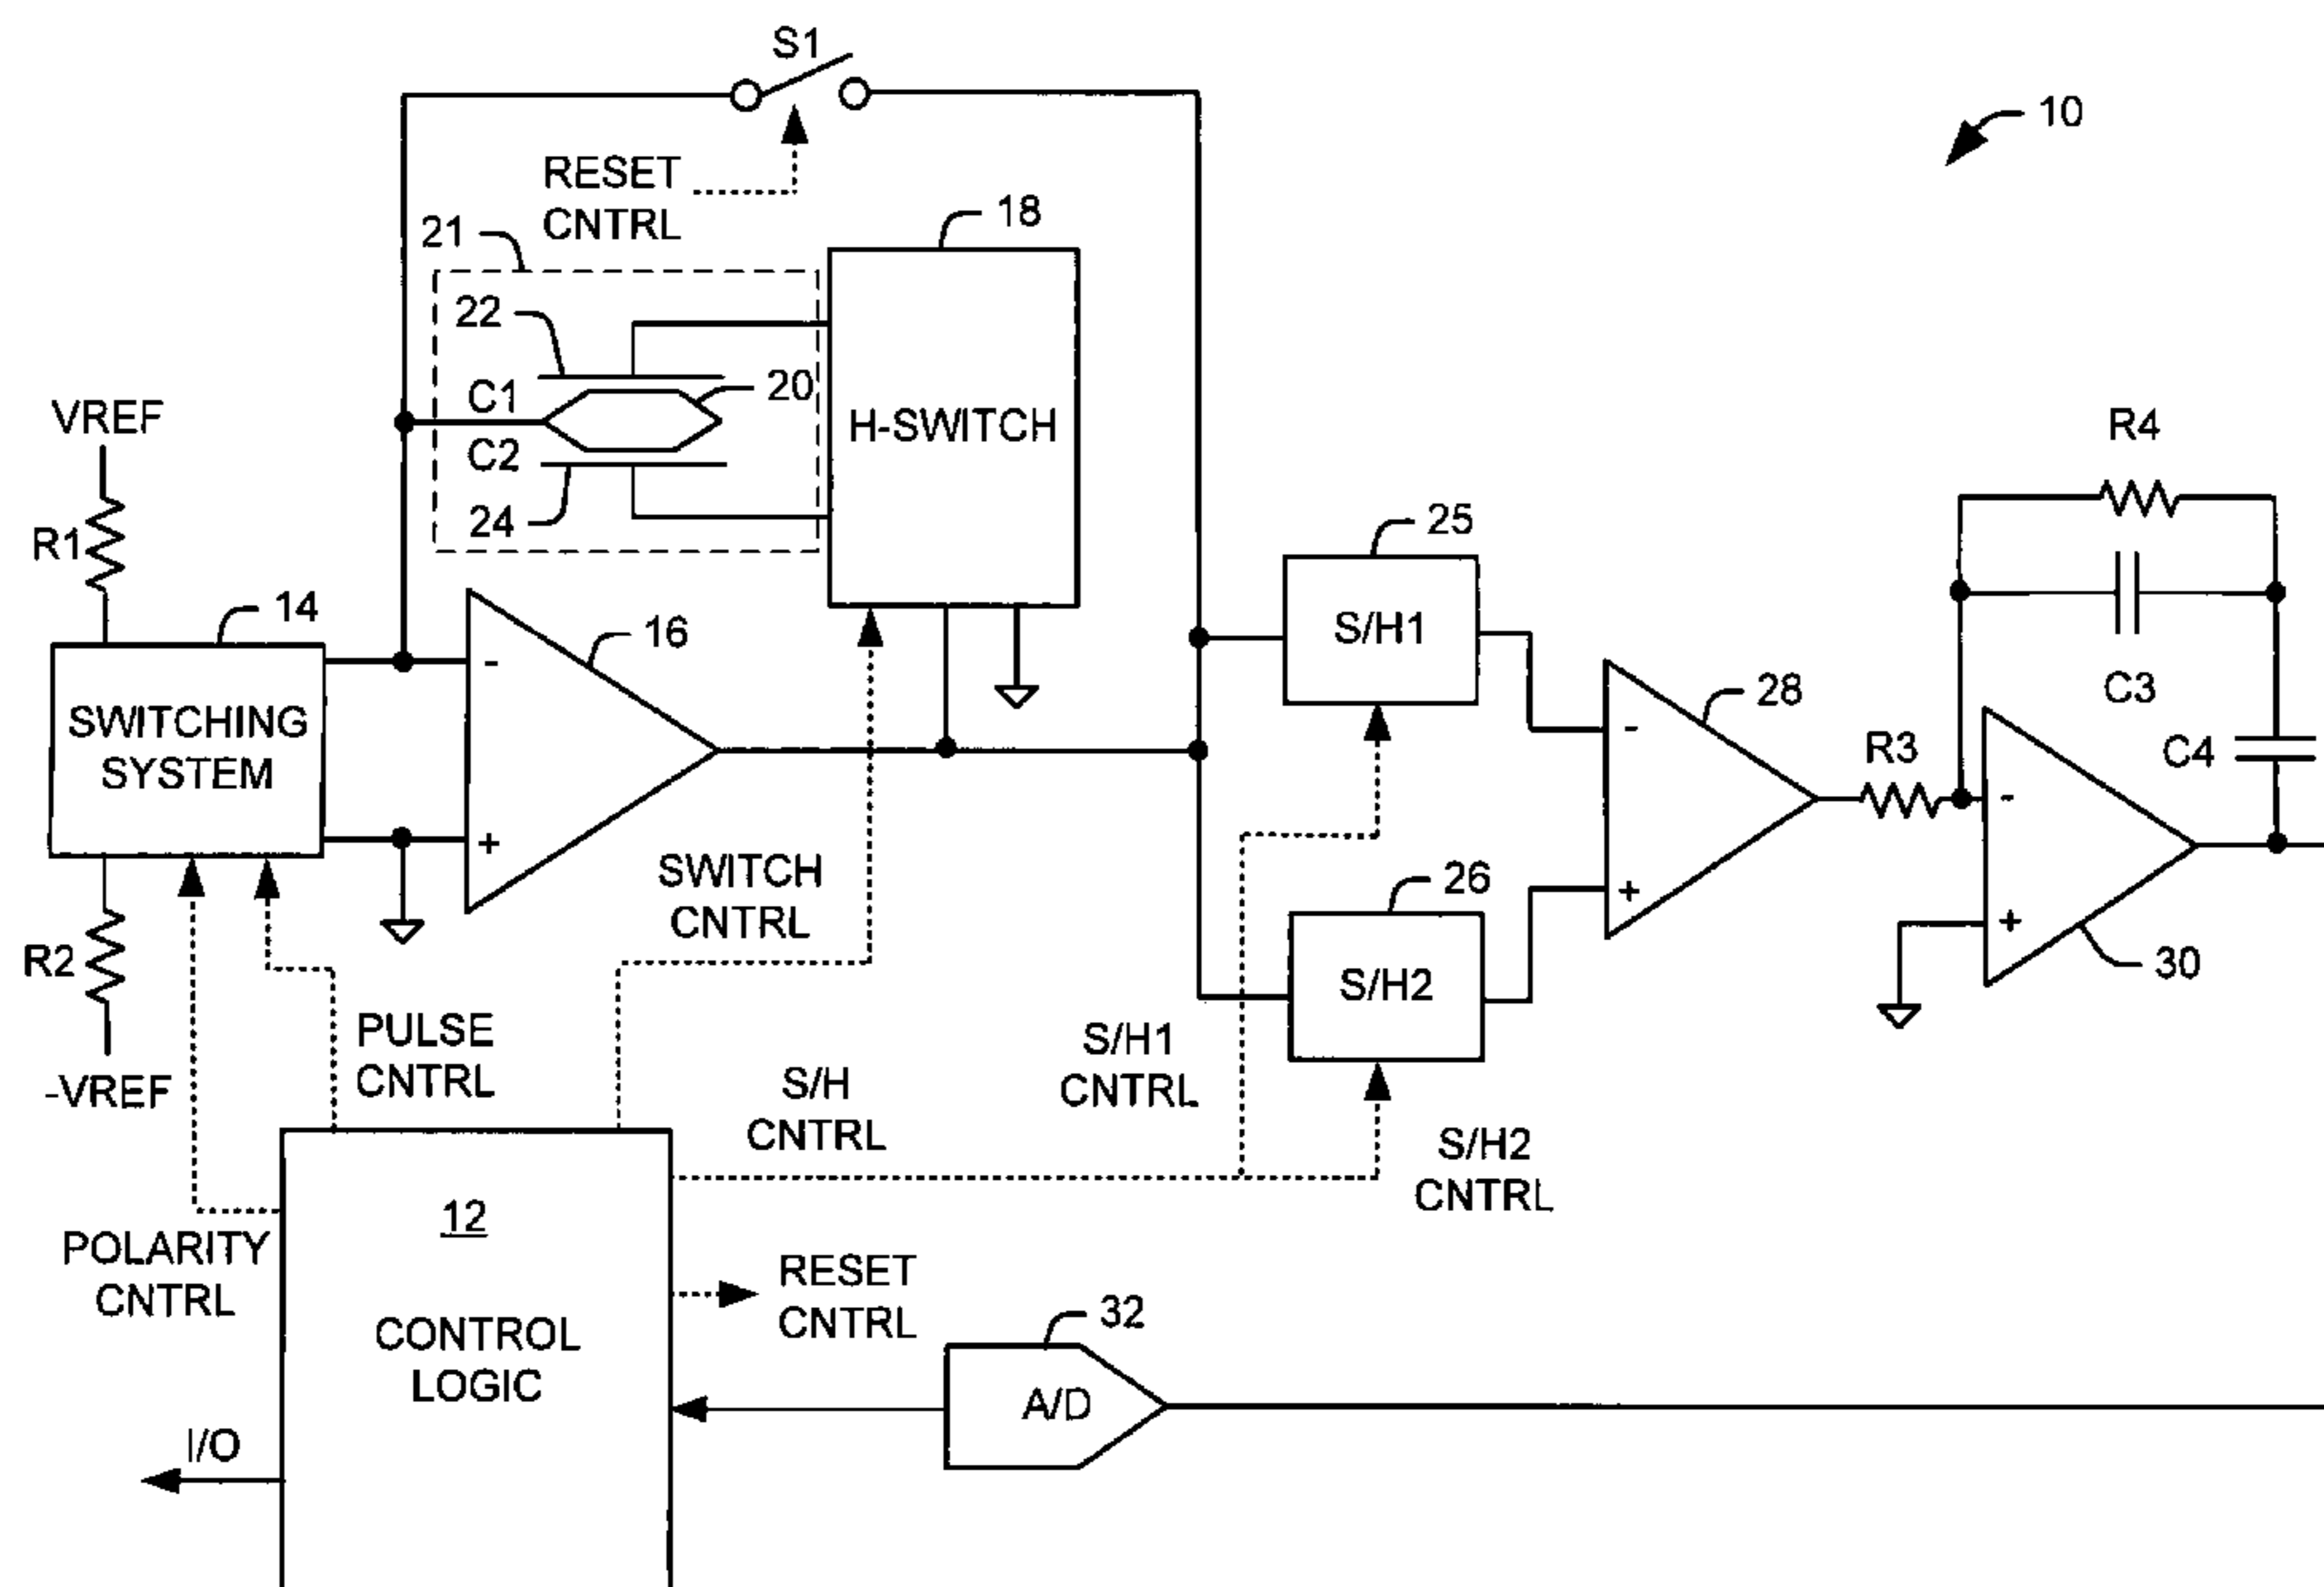 S1
10
RESET
CNTRL
18
21
22
C1
20
C2
24
H-SWITCH
VREF
R1
14
SWITCHING
SYSTEM
-
+
16
R2
-VREF
25
S/H1
26
S/H2
-
+
28
R4
C3
C4
R3
-
+
30
SWITCH
CNTRL
PULSE
CNTRL
S/H
CNTRL
S/H1
CNTRL
S/H2
CNTRL
POLARITY
CNTRL
12
CONTROL
LOGIC
RESET
CNTRL
32
A/D
I/O